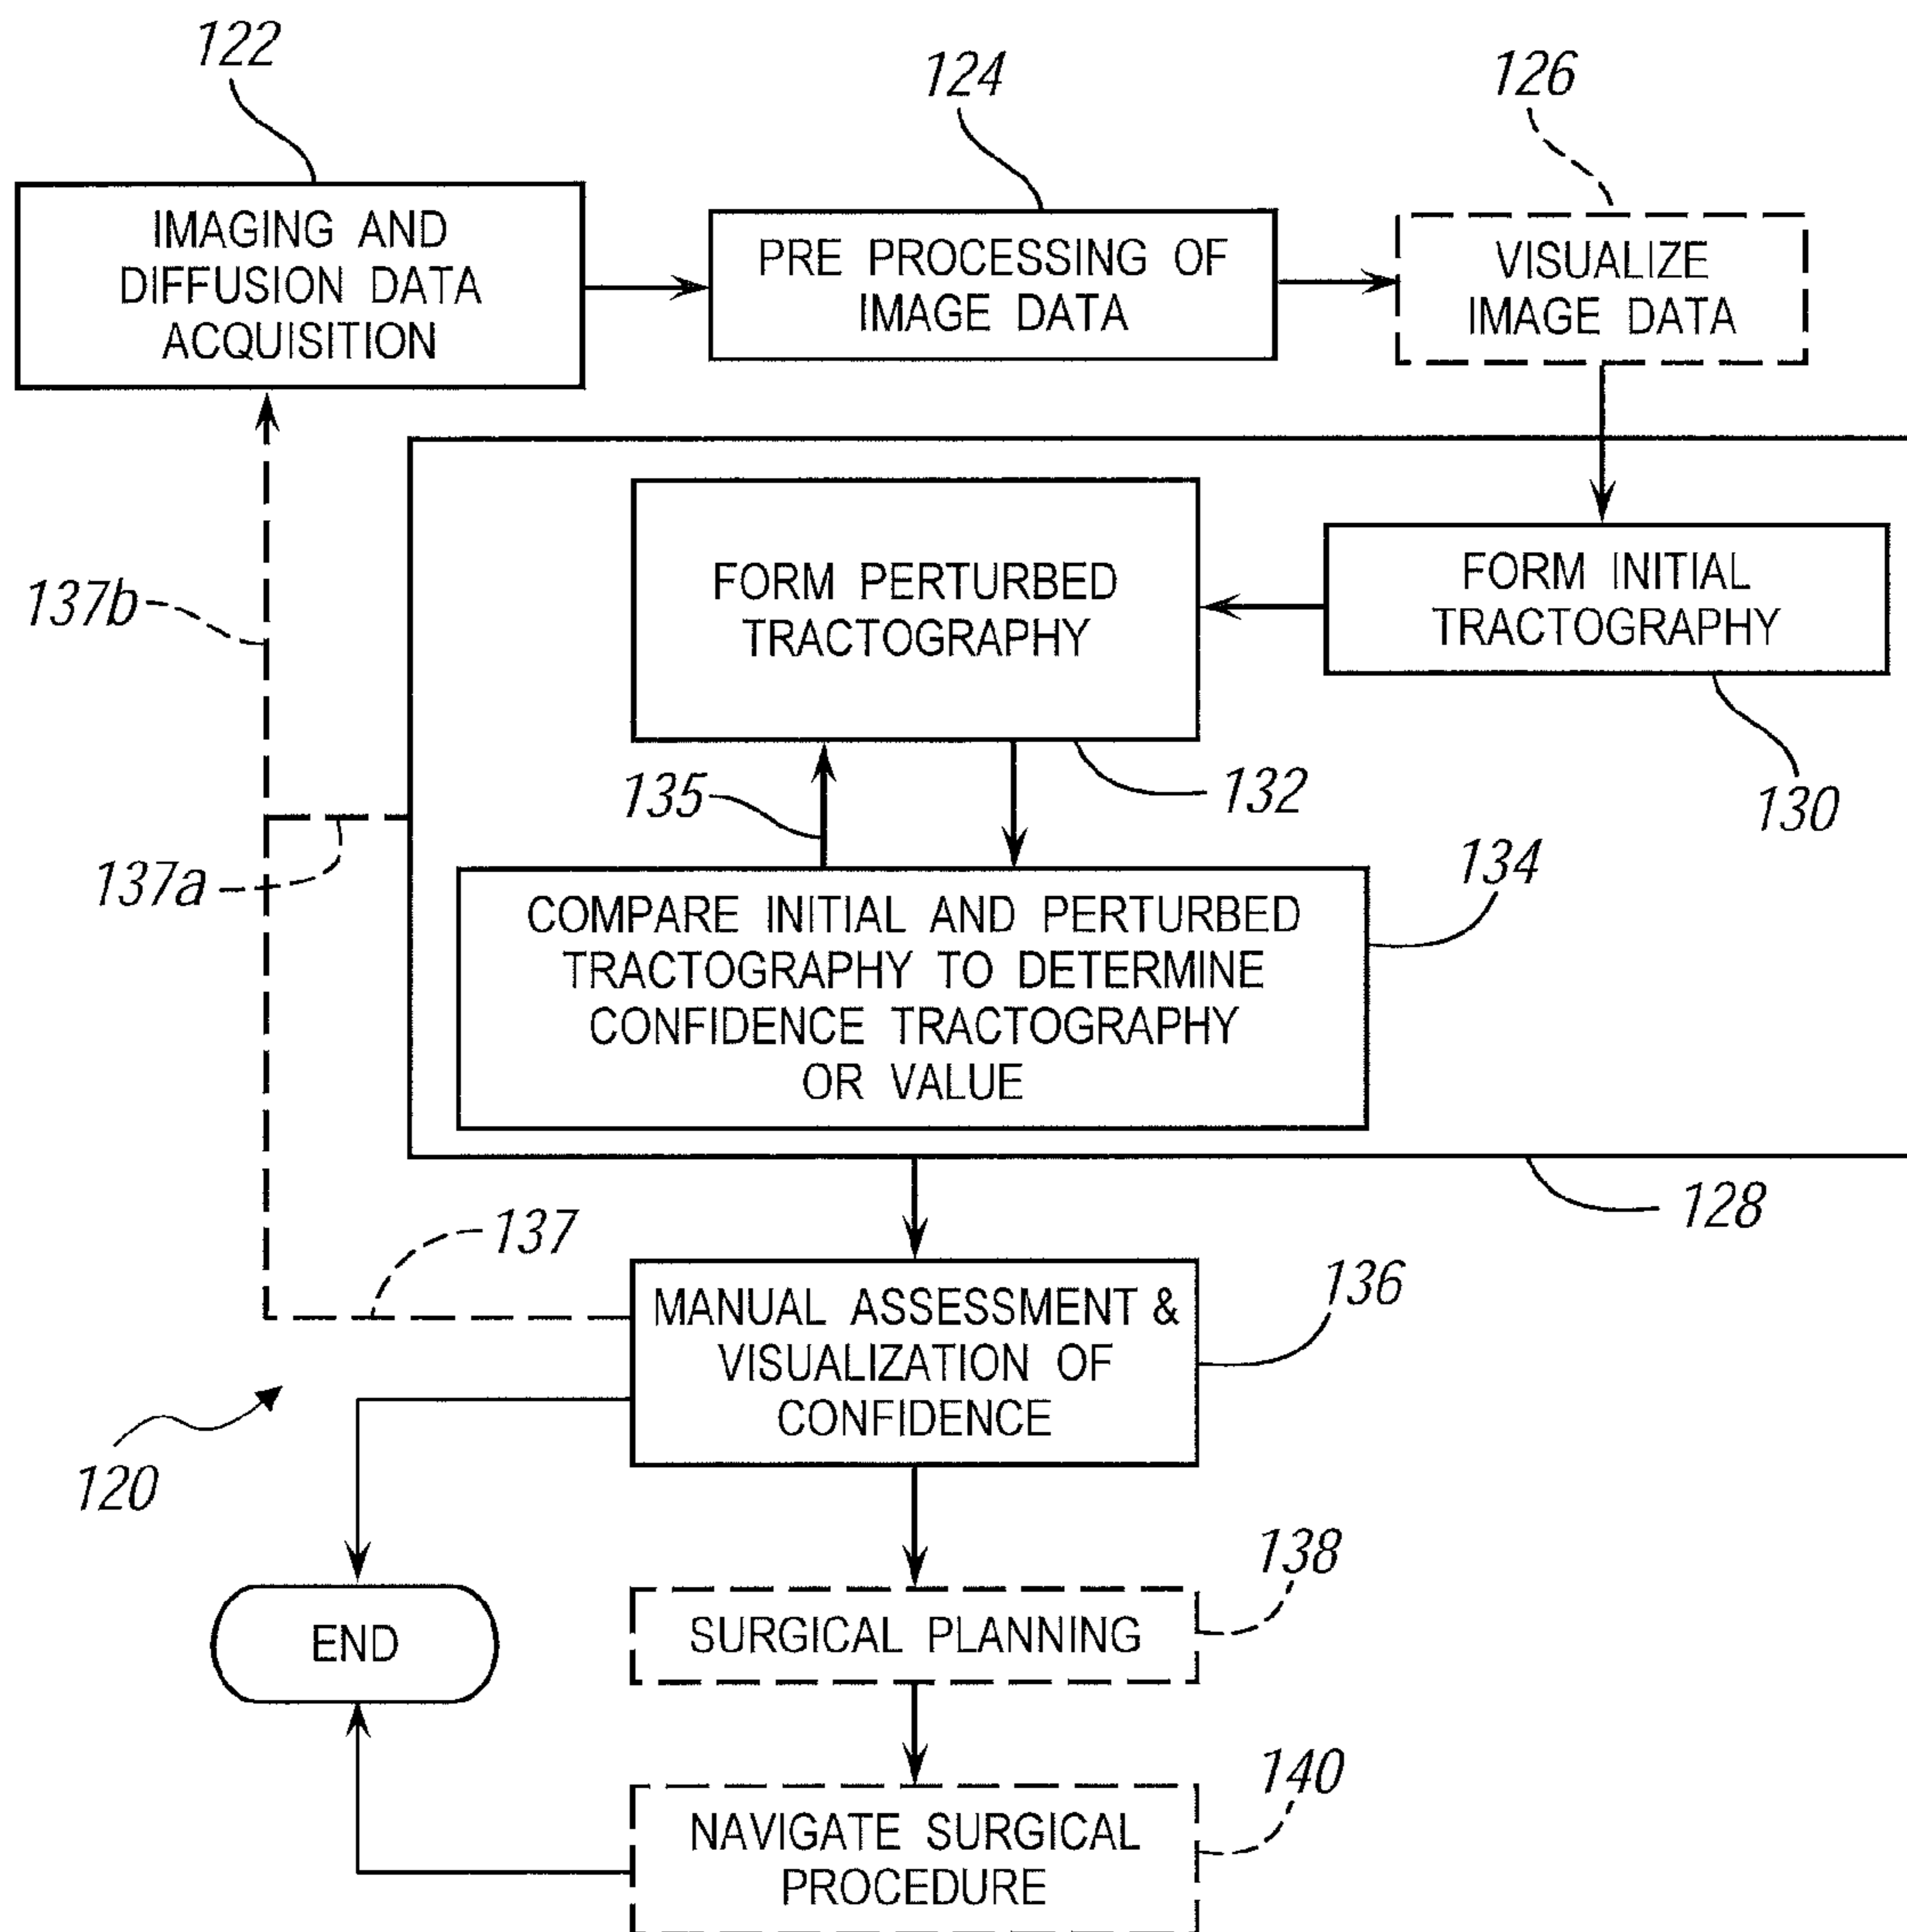 122
124
126
IMAGING AND
DIFFUSION DATA
ACQUISITION
PRE PROCESSING OF
IMAGE DATA
VISUALIZE
IMAGE DATA
137b
FORM PERTURBED
TRACTOGRAPHY
FORM INITIAL
TRACTOGRAPHY
135
132
130
137a
134
COMPARE INITIAL AND PERTURBED
TRACTOGRAPHY TO DETERMINE
CONFIDENCE TRACTOGRAPHY
OR VALUE
128
137
136
MANUAL ASSESSMENT &
VISUALIZATION OF
CONFIDENCE
120
138
END
SURGICAL PLANNING
140
NAVIGATE SURGICAL
PROCEDURE